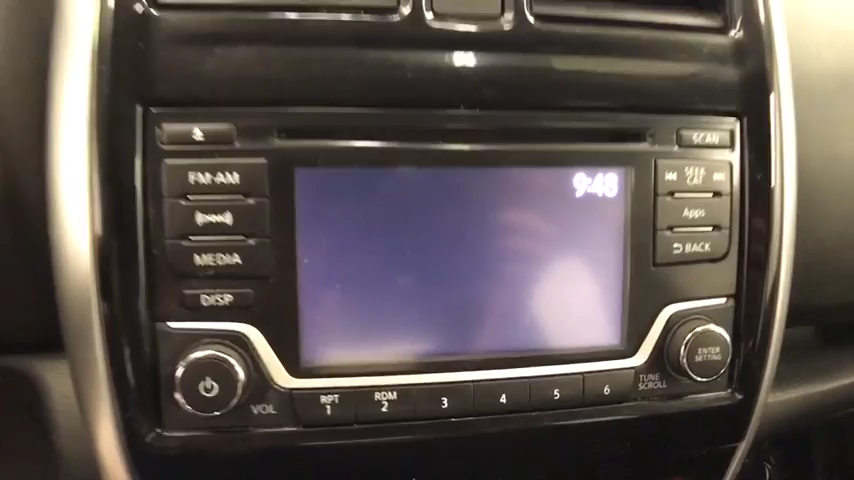 SCAN
FM·AM
SEEK
CAT
9:48
Apps
MEDIA
BACK
DISP
ENTER
SETTING
VOL
RPT
1
RDM
2
3
4
5
6
TUNE
SCROLL